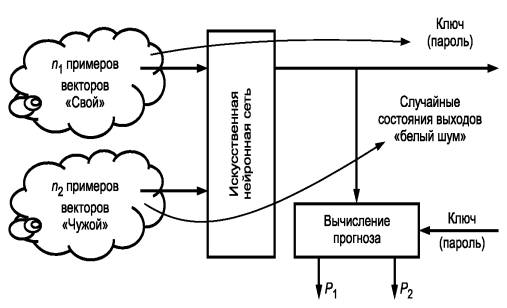 n1 примеров
векторов
«Свой»
n2 примеров
векторов
«Чужой»
Искусственная
нейронная сеть
Ключ
(пароль)
Случайные
состояния выходов
«белый шум»
Вычисление
прогноза
Ключ
(пароль)
P1
P2